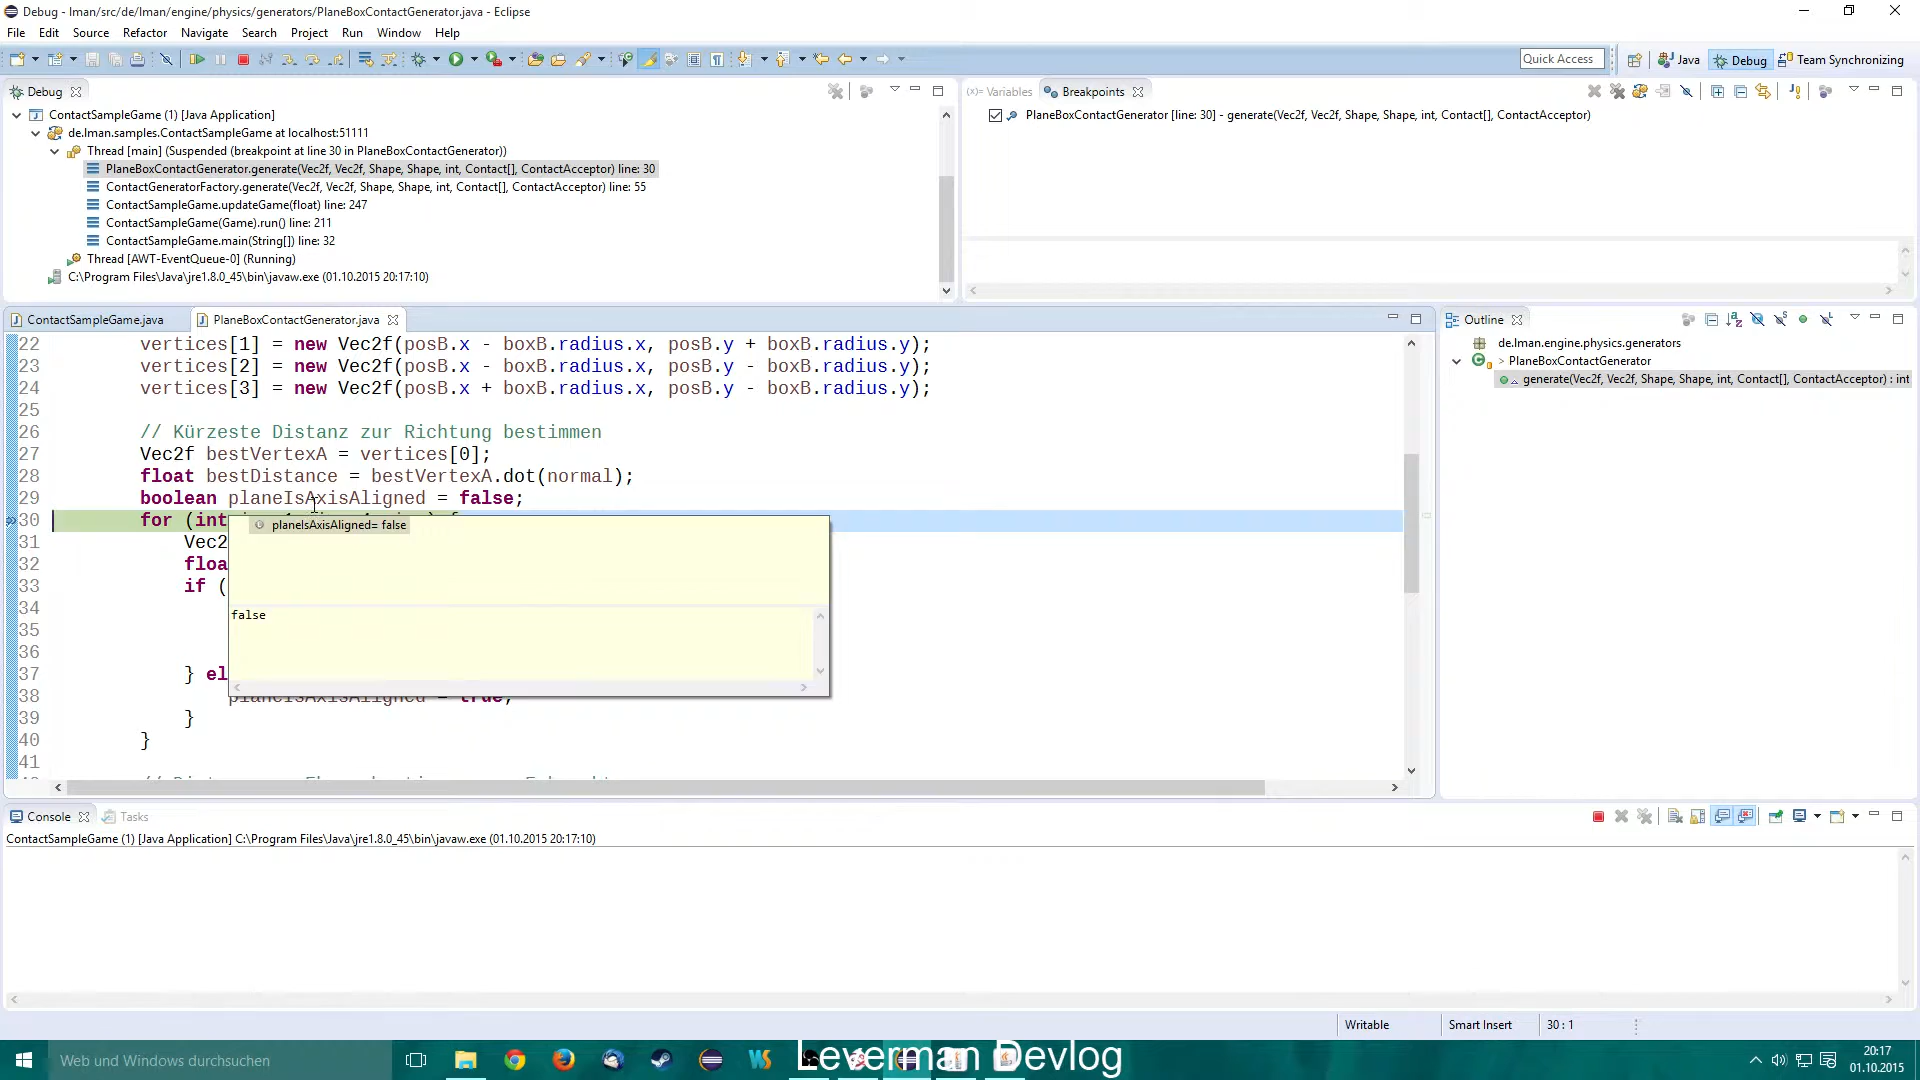 Debug - lman/src/de/lman/engine/physics/generators/PlaneBoxContactGenerator.java - Eclipse
File Edit Source Refactor Navigate Search Project Run Window Help
Quick Access
Java
Debug
Team Synchronizing
Debug
ContactSampleGame (1) [Java Application]
de.lman.samples.ContactSampleGame at localhost:51111
Thread [main] (Suspended (breakpoint at line 30 in PlaneBoxContactGenerator))
PlaneBoxContactGenerator.generate(Vec2f, Vec2f, Shape, Shape, int, Contact[], ContactAcceptor) line: 30
ContactGeneratorFactory.generate(Vec2f, Vec2f, Shape, Shape, int, Contact[], ContactAcceptor) line: 55
ContactSampleGame.updateGame(float) line: 247
ContactSampleGame(Game).run() line: 211
ContactSampleGame.main(String[]) line: 32
Thread [AWT-EventQueue-0] (Running)
C:\Program Files\Java\jre1.8.0_45\bin\javaw.exe (01.10.2015 20:17:10)
(x)= Variables
Breakpoints
PlaneBoxContactGenerator [line: 30] - generate(Vec2f, Vec2f, Shape, Shape, int, Contact[], ContactAcceptor)
ContactSampleGame.java
PlaneBoxContactGenerator.java
22 vertices[1] = new Vec2f(posB.x - boxB.radius.x, posB.y + boxB.radius.y);
23 vertices[2] = new Vec2f(posB.x - boxB.radius.x, posB.y - boxB.radius.y);
24 vertices[3] = new Vec2f(posB.x + boxB.radius.x, posB.y - boxB.radius.y);
25
26 // Kürzeste Distanz zur Richtung bestimmen
27 Vec2f bestVertexA = vertices[0];
28 float bestDistance = bestVertexA.dot(normal);
29 boolean planeIsAxisAligned = false;
30 for (int
planeIsAxisAligned= false
31 Vec2
32 floa
33 if (
34
false
35
36
37 } el
38 planeIsAxisAligned = true;
39 }
40 }
41
Outline
de.lman.engine.physics.generators
PlaneBoxContactGenerator
generate(Vec2f, Vec2f, Shape, Shape, int, Contact[], ContactAcceptor) : int
Console
Tasks
ContactSampleGame (1) [Java Application] C:\Program Files\Java\jre1.8.0_45\bin\javaw.exe (01.10.2015 20:17:10)
Writable
Smart Insert
30 : 1
Web und Windows durchsuchen
Leverman Devlog
20:17
01.10.2015